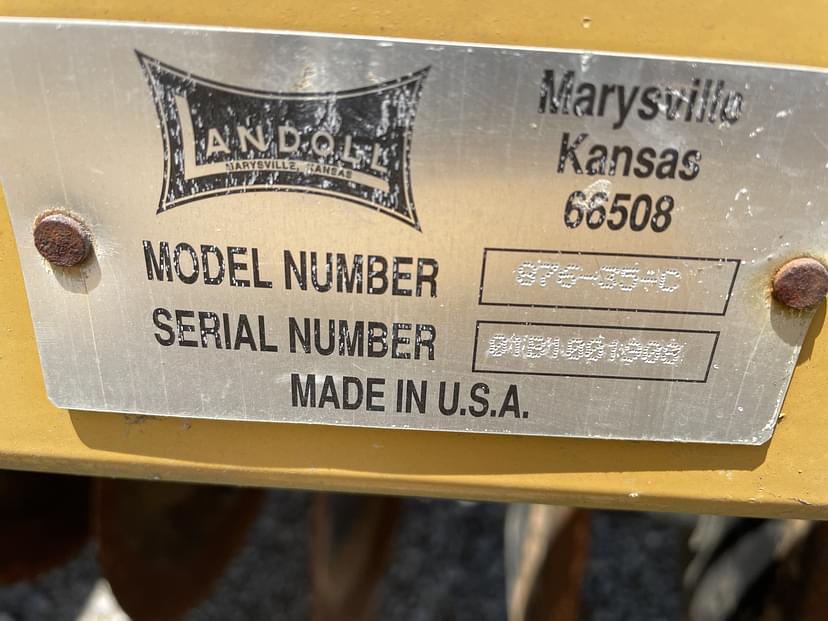 LANDOLL
MARYSVILLE, KANSAS
Marysville
Kansas
66508
MODEL NUMBER
SERIAL NUMBER
MADE IN U.S.A.